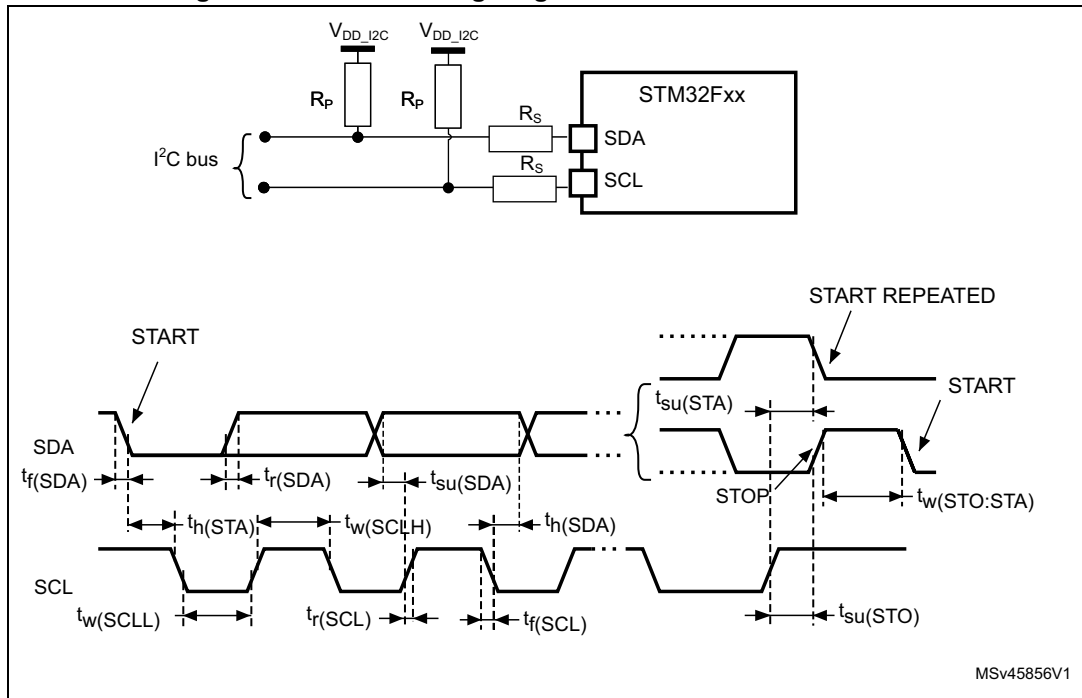 V_DD_I2C V_DD_I2C
STM32Fxx
R_P R_P
R_S
SDA
I²C bus
R_S
SCL
START REPEATED
START
START
t_su(STA)
SDA
t_f(SDA) t_r(SDA) t_su(SDA)
STOP
t_w(STO:STA)
t_h(STA) t_w(SCLH) t_h(SDA)
SCL
t_w(SCLL) t_r(SCL) t_f(SCL) t_su(STO)
MSv45856V1